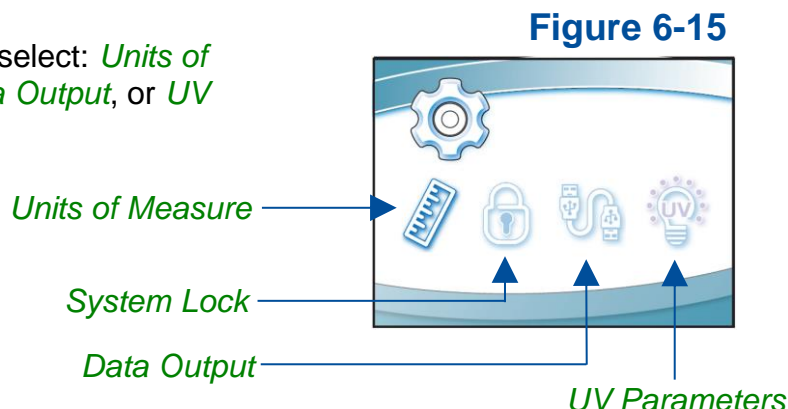 Figure 6-15
select: Units of
Output, or UV
UV
Units of Measure
System Lock
Data Output
UV Parameters